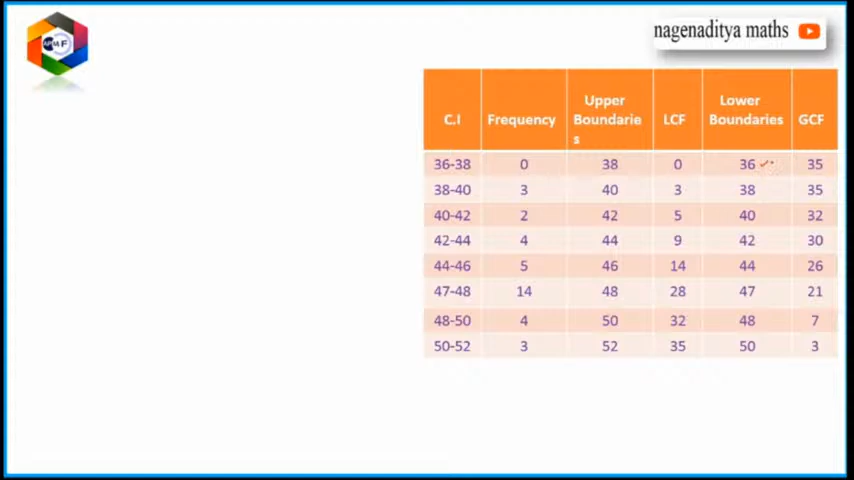 nagenaditya maths
C.I Frequency Upper Boundaries LCF Lower Boundaries GCF
36-38 0 38 0 36 35
38-40 3 40 3 38 35
40-42 2 42 5 40 32
42-44 4 44 9 42 30
44-46 5 46 14 44 26
47-48 14 48 28 47 21
48-50 4 50 32 48 7
50-52 3 52 35 50 3